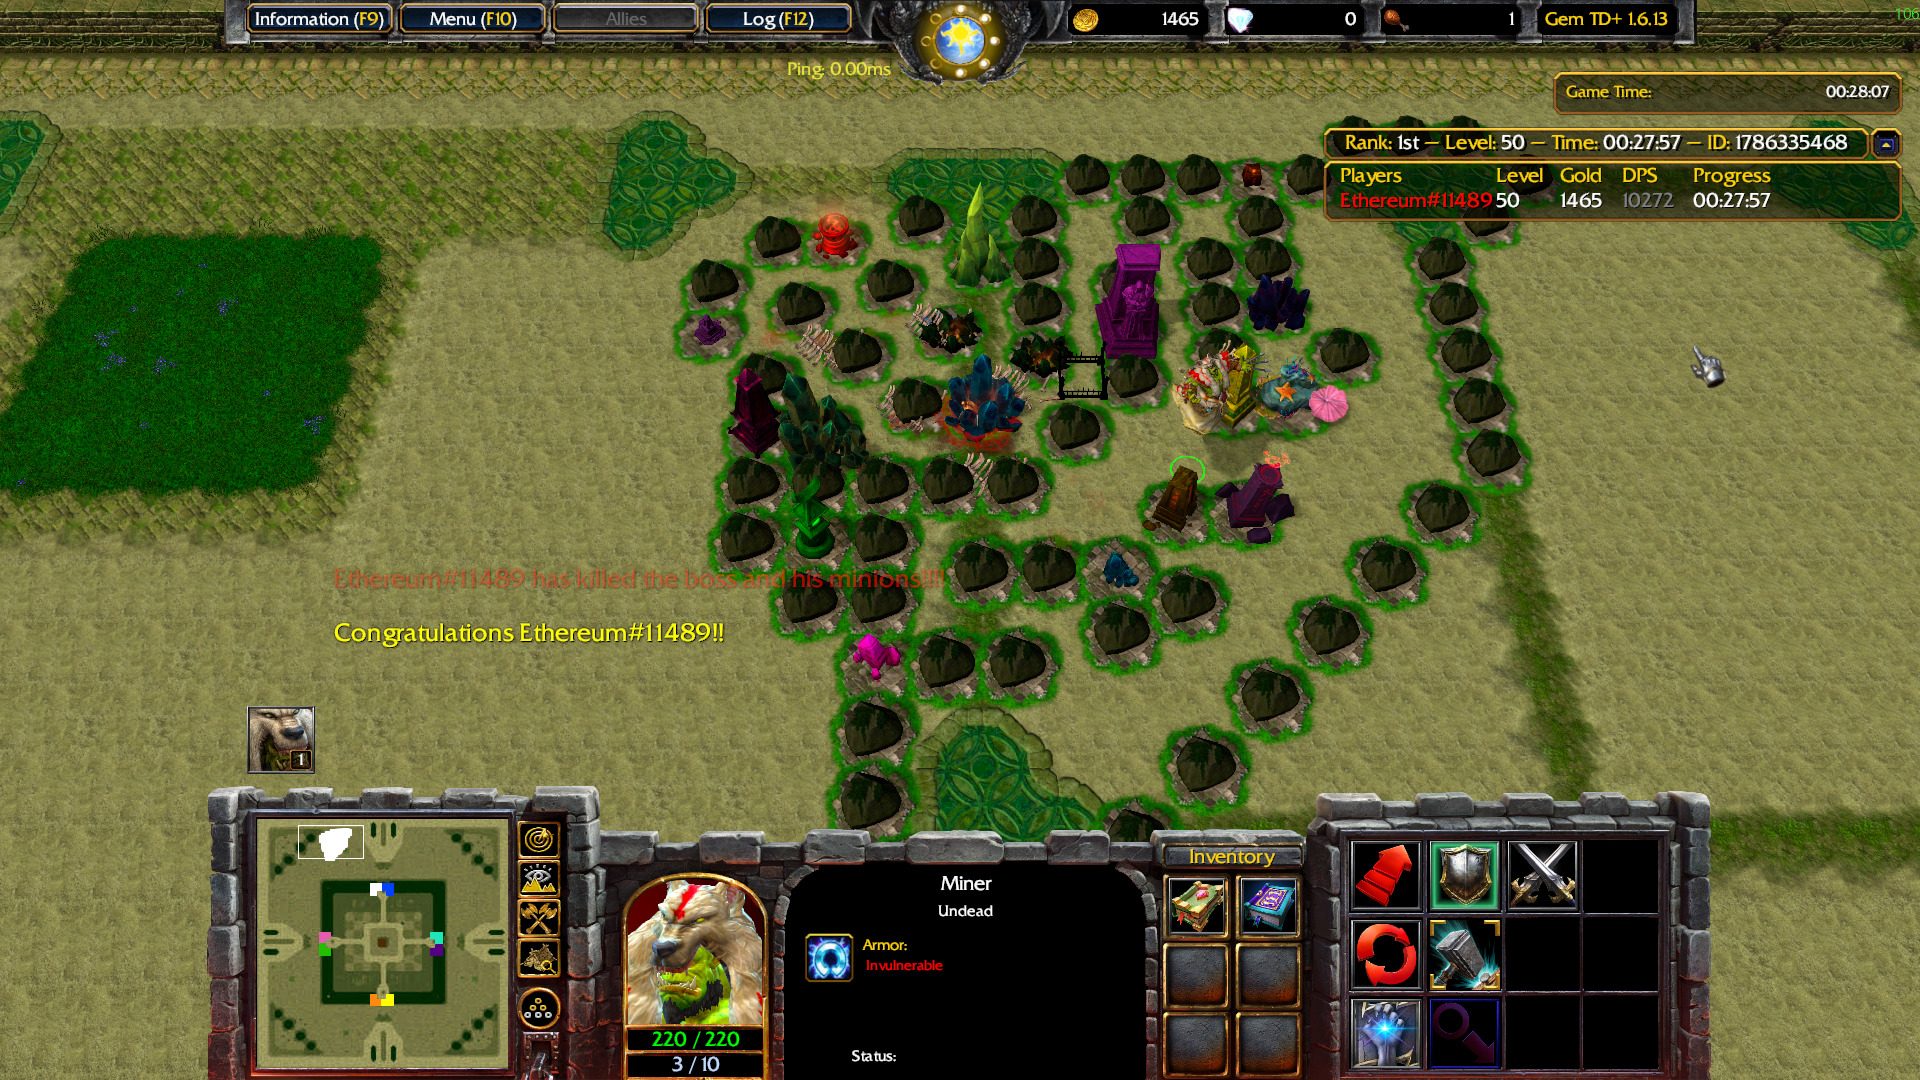 Information (F9)
Menu (F10)
Allies
Log (F12)
1465
0
1
Gem TD+ 1.6.13
106
Ping: 0.00ms
Game Time: 00:28:07
Rank: 1st — Level: 50 — Time: 00:27:57 — ID: 1786335468
Players Level Gold DPS Progress
Ethereum#11489 50 1465 10272 00:27:57
Ethereum#11489 has killed the boss and his minions!!!!
Congratulations Ethereum#11489!!
1
Miner
Undead
Armor:
Invulnerable
Status:
220 / 220
3 / 10
Inventory